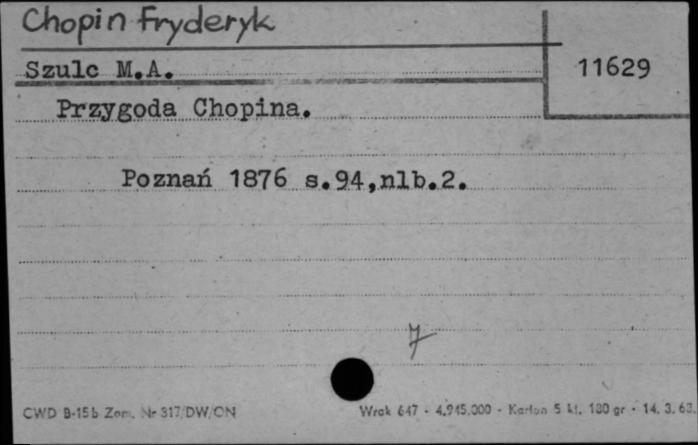 Chopin Fryderyk
Szulc M.A.
11629
Przygoda Chopina.
Poznań 1876 s.94,nlb.2.
7
CWD B-15b Zam. Nr 317/DW/ON
Wrak 647 - 4.945.000 - Karton 5 kl. 180 gr - 14. 3. 63.